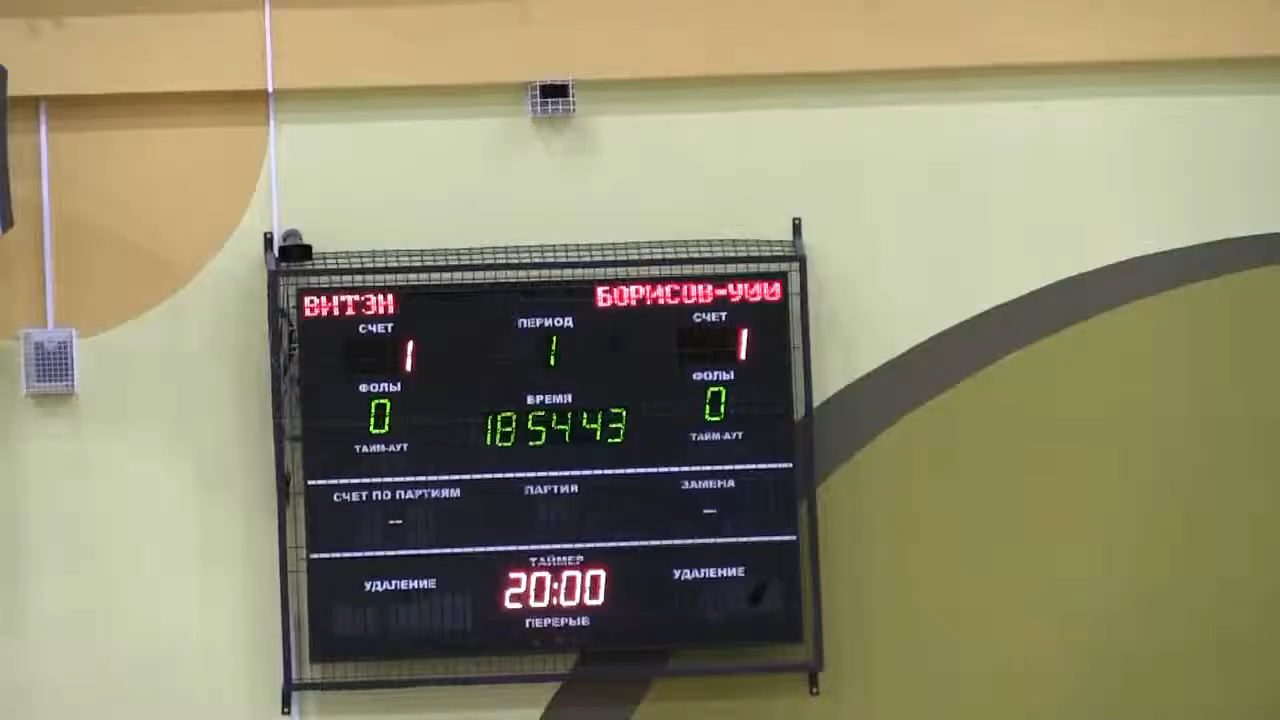 ВИТЭН БОРИСОВ-900
СЧЕТ ПЕРИОД СЧЕТ
1 1 1
ФОЛЫ ВРЕМЯ ФОЛЫ
0 18 54 43 0
ТАЙМ-АУТ ТАЙМ-АУТ
СЧЕТ ПО ПАРТИЯМ ПАРТИЯ ЗАМЕНА
-- --
ТАЙМЕР
УДАЛЕНИЕ 20:00 УДАЛЕНИЕ
ПЕРЕРЫВ